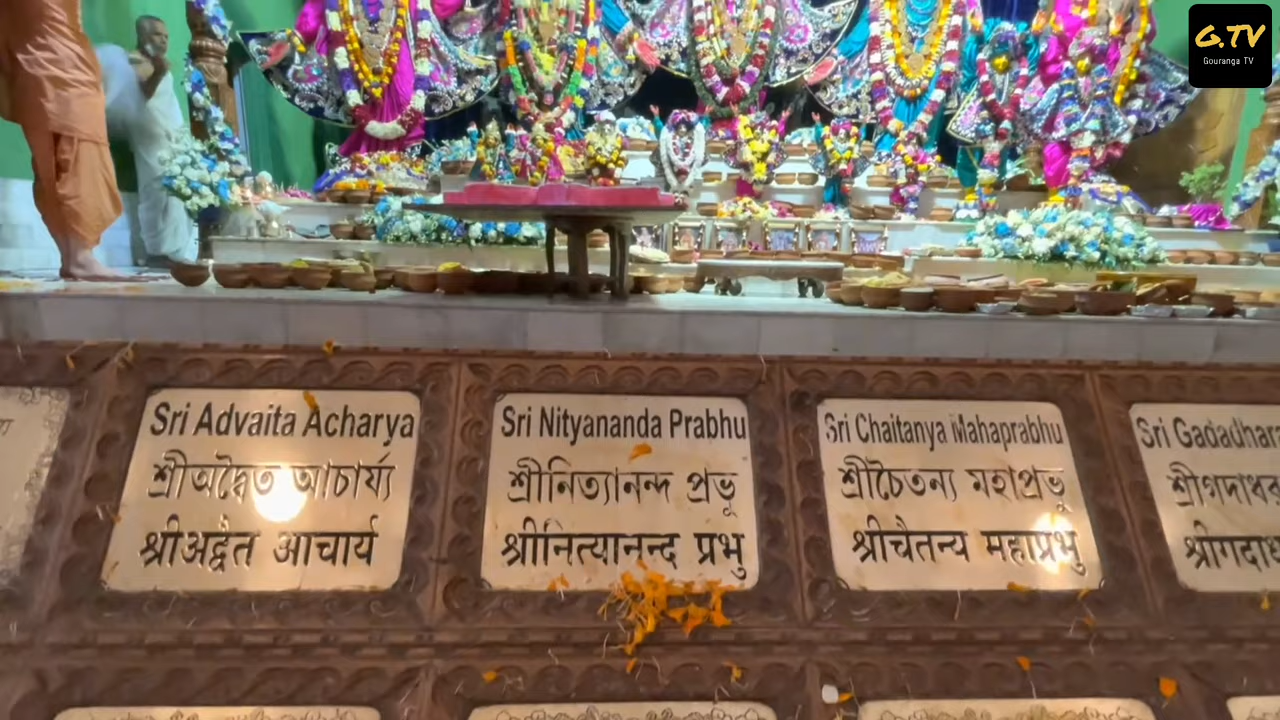 G.TV
Gouranga TV
Sri Advaita Acharya
শ্রীঅদ্বৈত আচার্য্য
श्रीअद्वैत आचार्य
Sri Nityananda Prabhu
শ্রীনিত্যানন্দ প্রভু
श्रीनित्यानन्द प्रभु
Sri Chaitanya Mahaprabhu
শ্রীচৈতন্য মহাপ্রভু
श्रीचैतन्य महाप्रभु
Sri Gadadhara